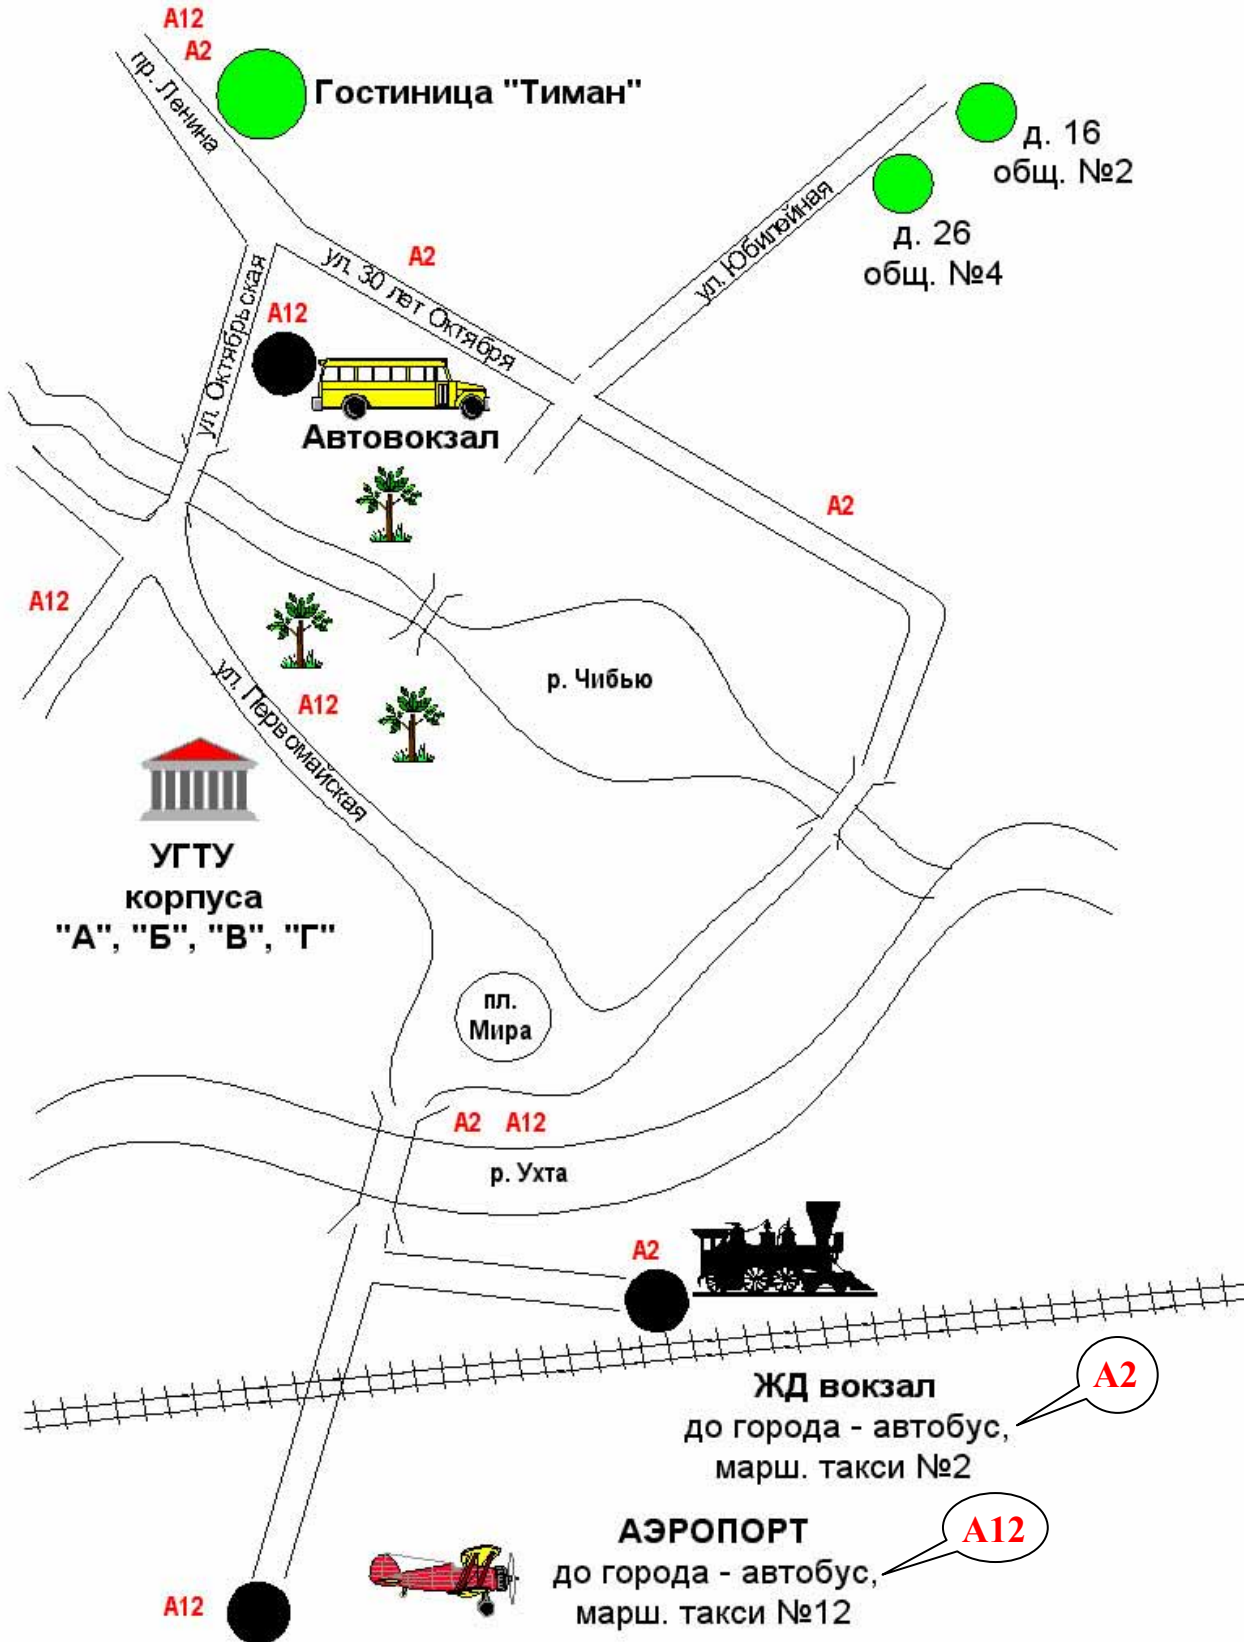 А12
А2
пр. Ленина
Гостиница "Тиман"
д. 16
общ. №2
д. 26
общ. №4
ул. Юбилейная
А2
ул. 30 лет Октября
ул. Октябрьская
А12
Автовокзал
А2
А12
р. Чибью
А12
ул. Первомайская
УГТУ
корпуса
"А", "Б", "В", "Г"
пл.
Мира
А2 А12
р. Ухта
А2
ЖД вокзал
до города - автобус,
марш. такси №2
А2
АЭРОПОРТ
до города - автобус,
марш. такси №12
А12
А12